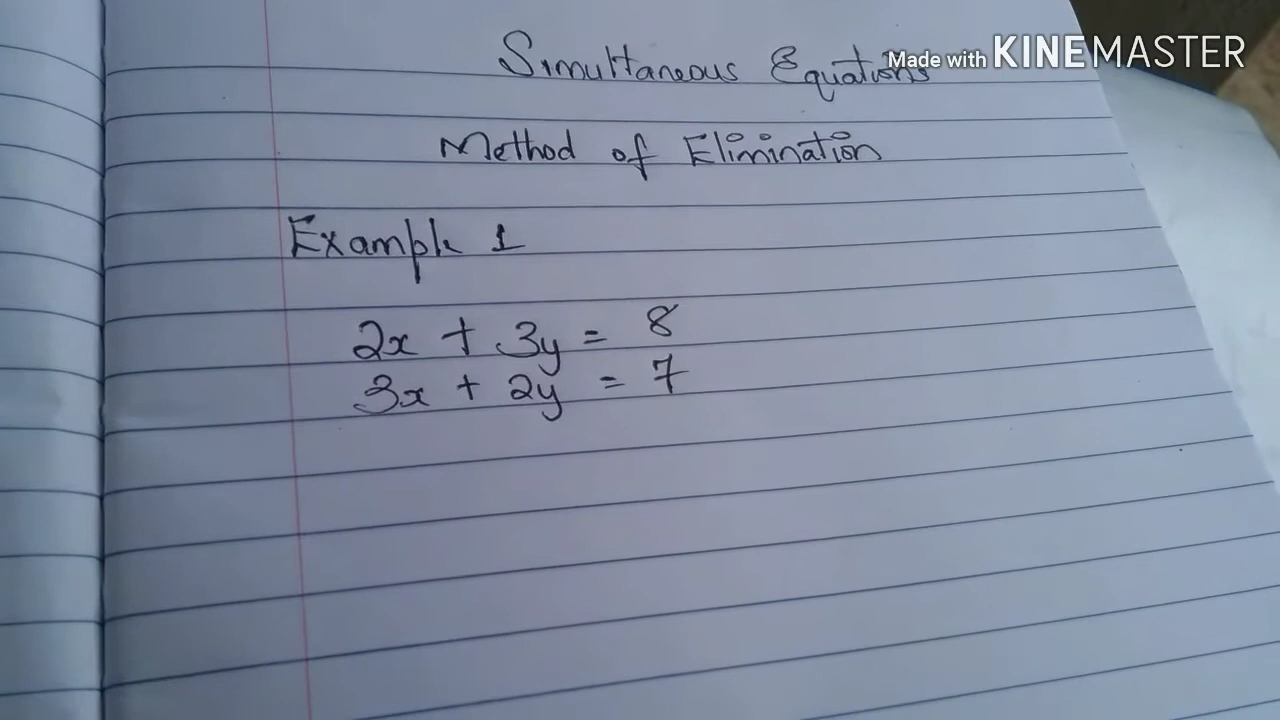 Simultaneous Equations
Made with KINEMASTER
Method of Elimination
Example 1
2x + 3y = 8
3x + 2y = 7